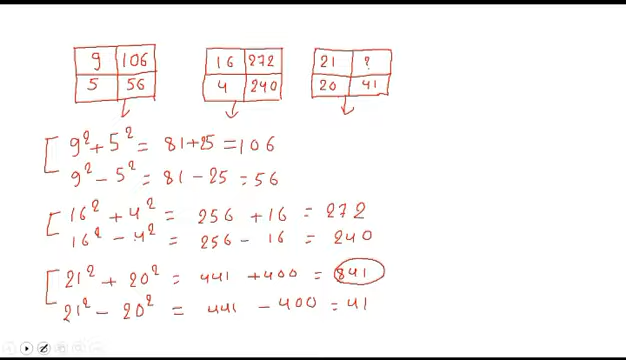 9 106 16 272 21 ?
5 56 4 240 20 41
9² + 5² = 81 + 25 = 106
9² - 5² = 81 - 25 = 56
16² + 4² = 256 + 16 = 272
16² - 4² = 256 - 16 = 240
21² + 20² = 441 + 400 = 841
21² - 20² = 441 - 400 = 41